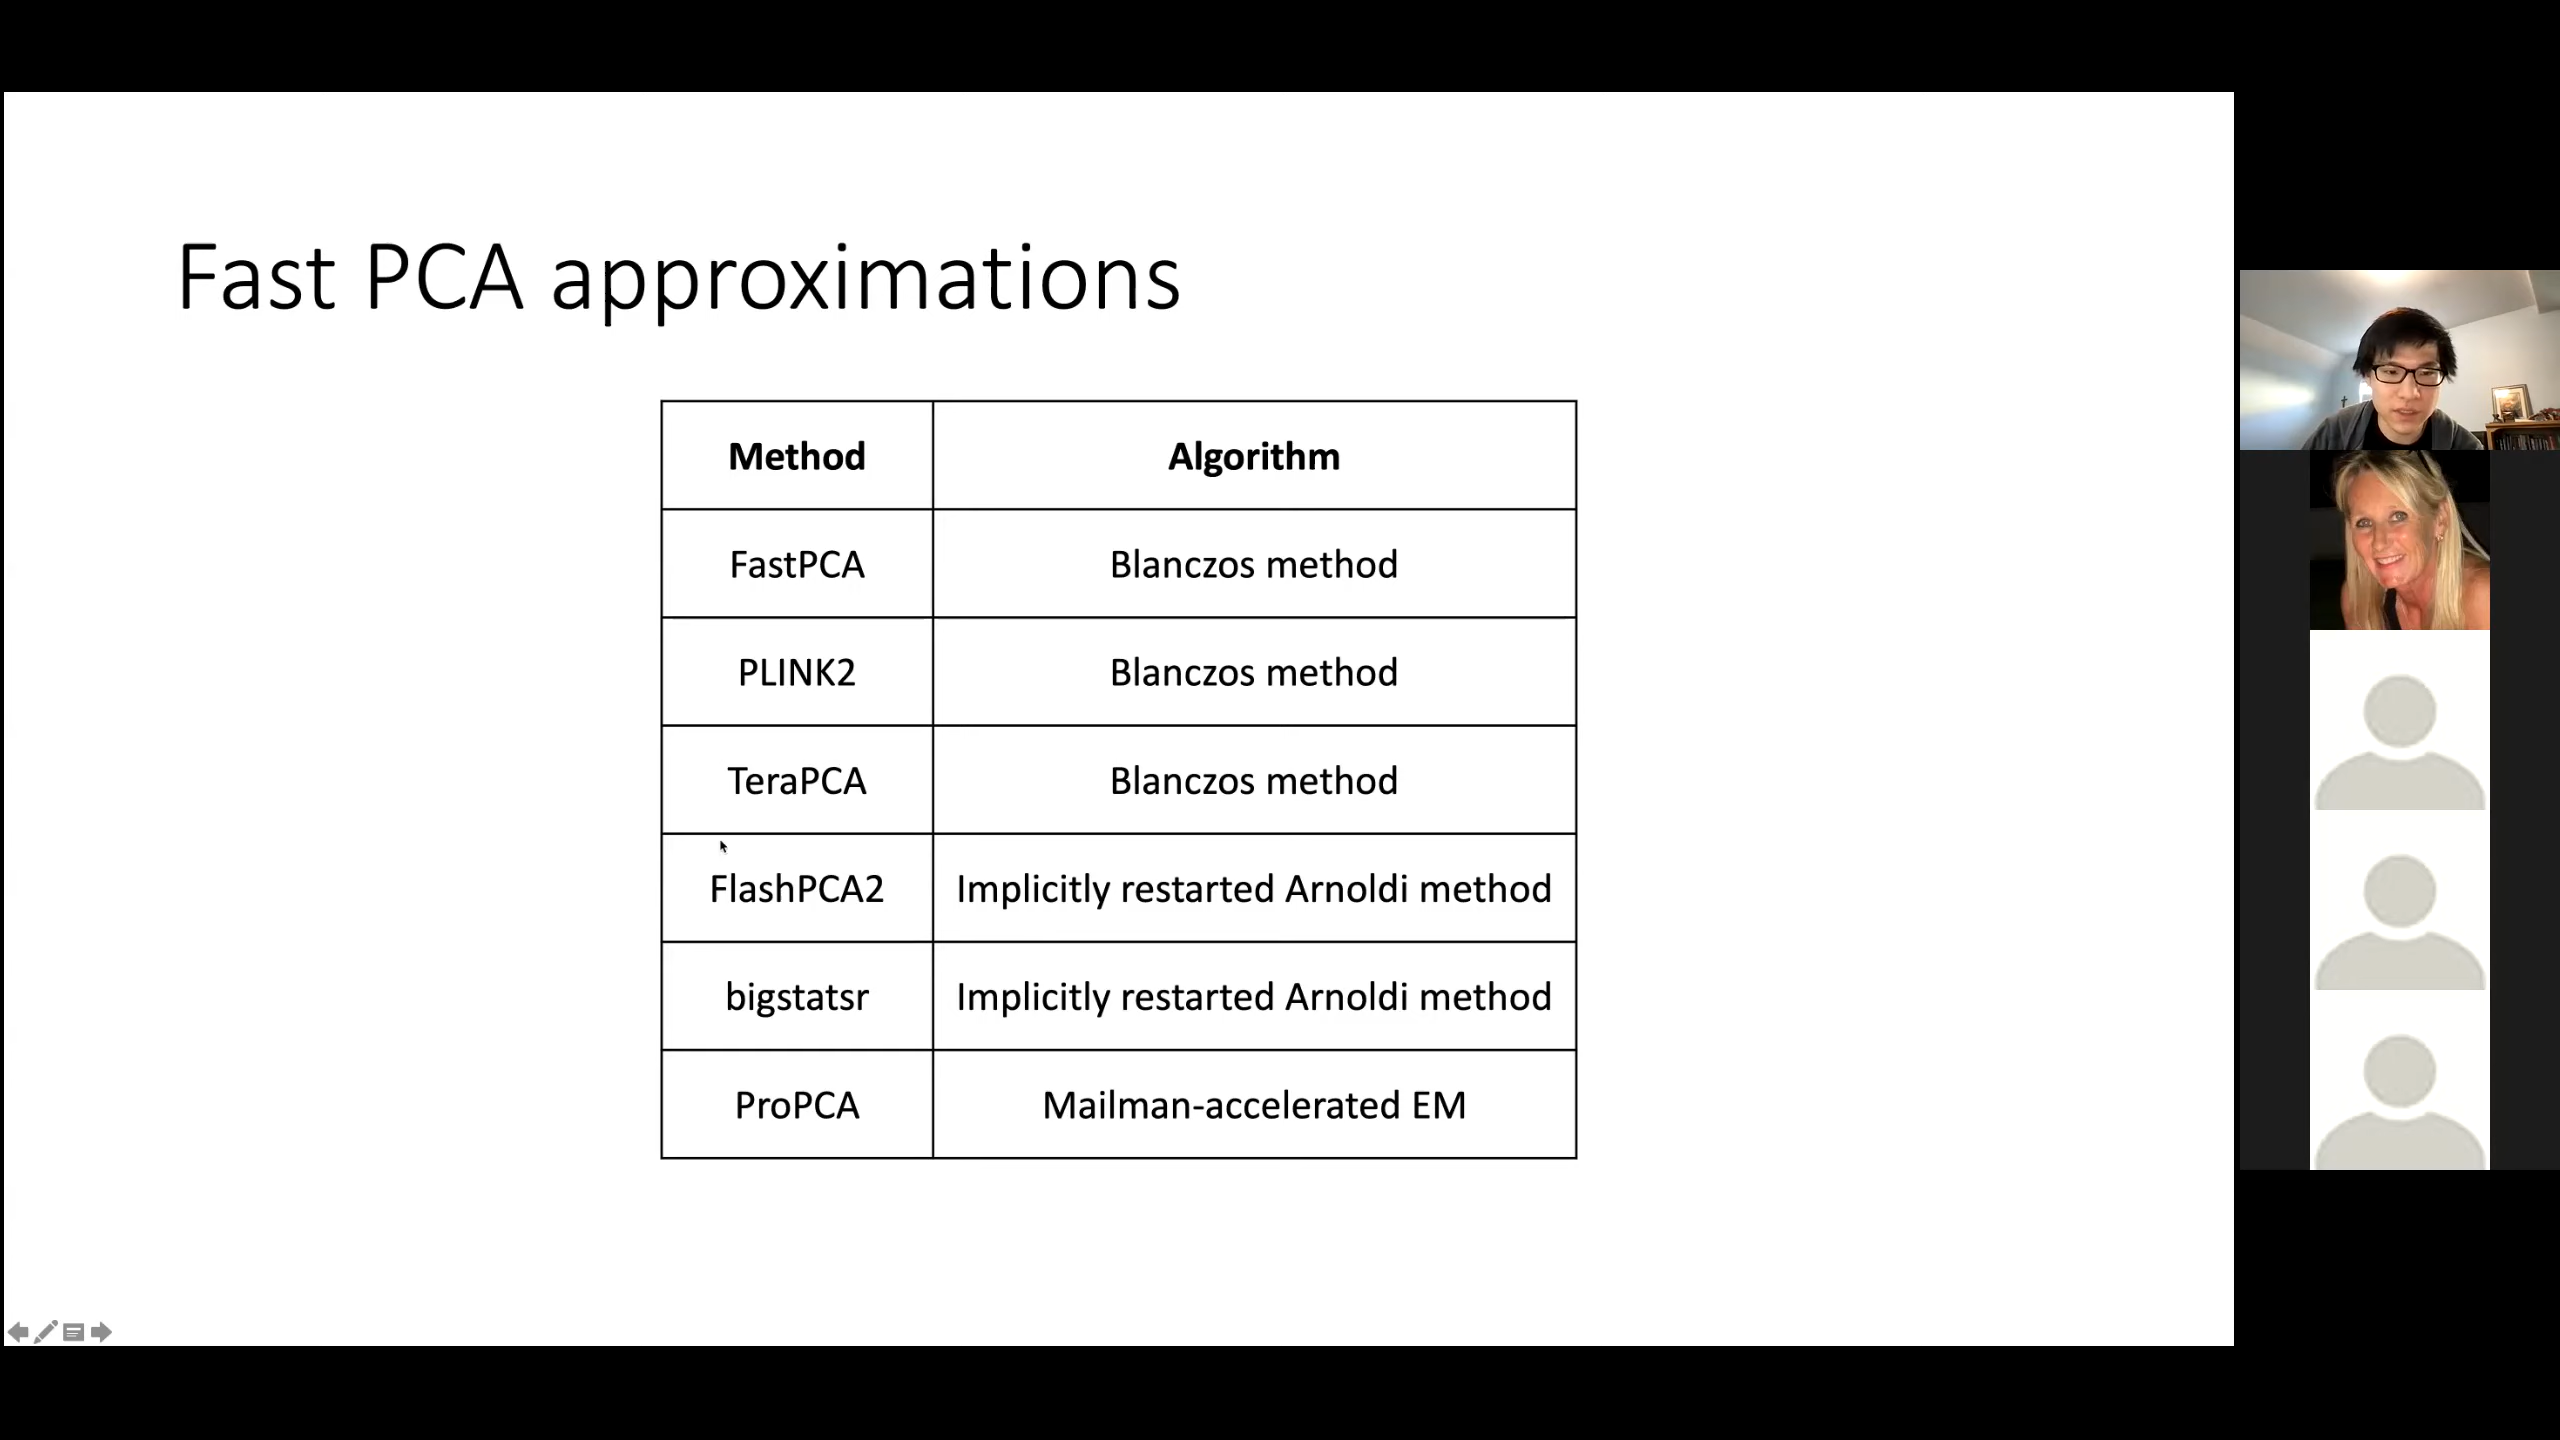 Fast PCA approximations
Method Algorithm
FastPCA Blanczos method
PLINK2 Blanczos method
TeraPCA Blanczos method
FlashPCA2 Implicitly restarted Arnoldi method
bigstatsr Implicitly restarted Arnoldi method
ProPCA Mailman-accelerated EM